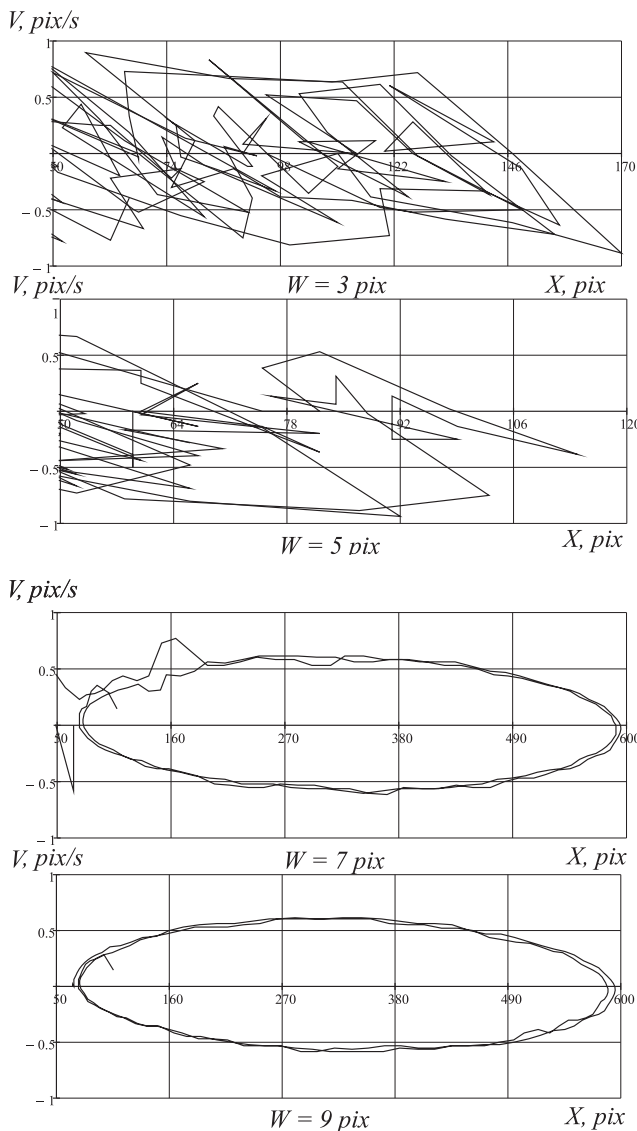 V, pix/s
1
0.5
50 74 98 122 146 170
– 0.5
– 1
W = 3 pix X, pix
V, pix/s
1
0.5
50 64 78 92 106 120
– 0.5
– 1
W = 5 pix X, pix
V, pix/s
1
0.5
50 160 270 380 490 600
– 0.5
– 1
W = 7 pix X, pix
V, pix/s
1
0.5
50 160 270 380 490 600
– 0.5
– 1
W = 9 pix X, pix